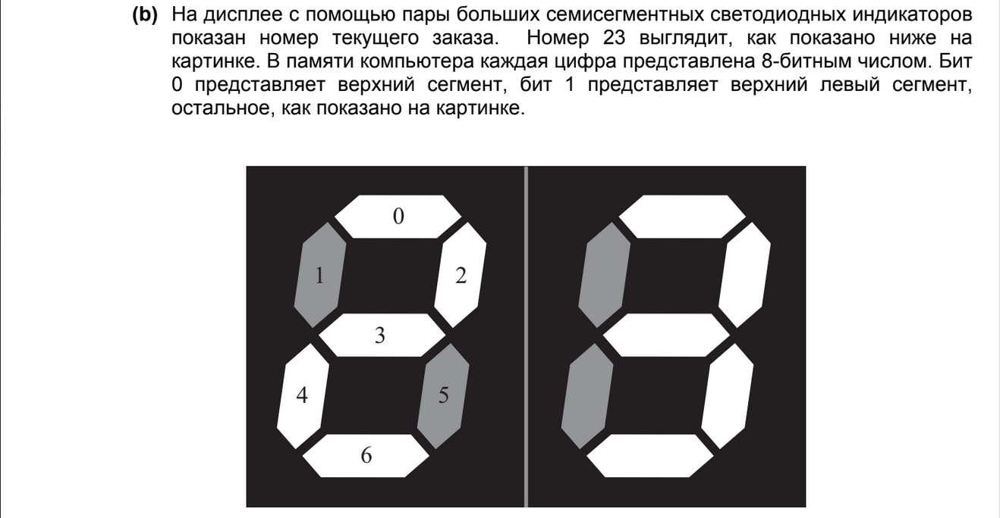 (b) На дисплее с помощью пары больших семисегментных светодиодных индикаторов
показан номер текущего заказа. Номер 23 выглядит, как показано ниже на
картинке. В памяти компьютера каждая цифра представлена 8-битным числом. Бит
0 представляет верхний сегмент, бит 1 представляет верхний левый сегмент,
остальное, как показано на картинке.
0
1
2
3
4
5
6